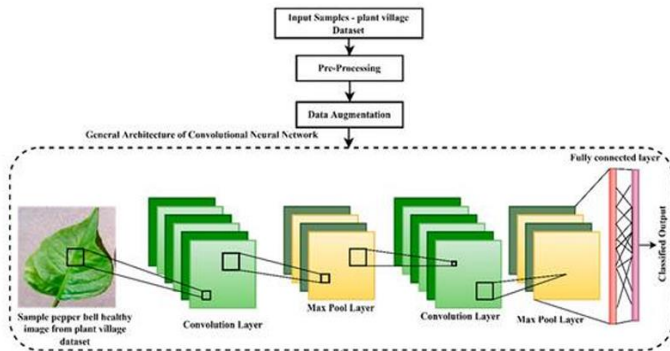 Input Samples - plant village
Dataset
Pre-Processing
Data Augmentation
General Architecture of Convolutional Neural Network
Fully connected layer
Classified Output
Sample pepper bell healthy
image from plant village
dataset
Convolution Layer
Max Pool Layer
Convolution Layer
Max Pool Layer